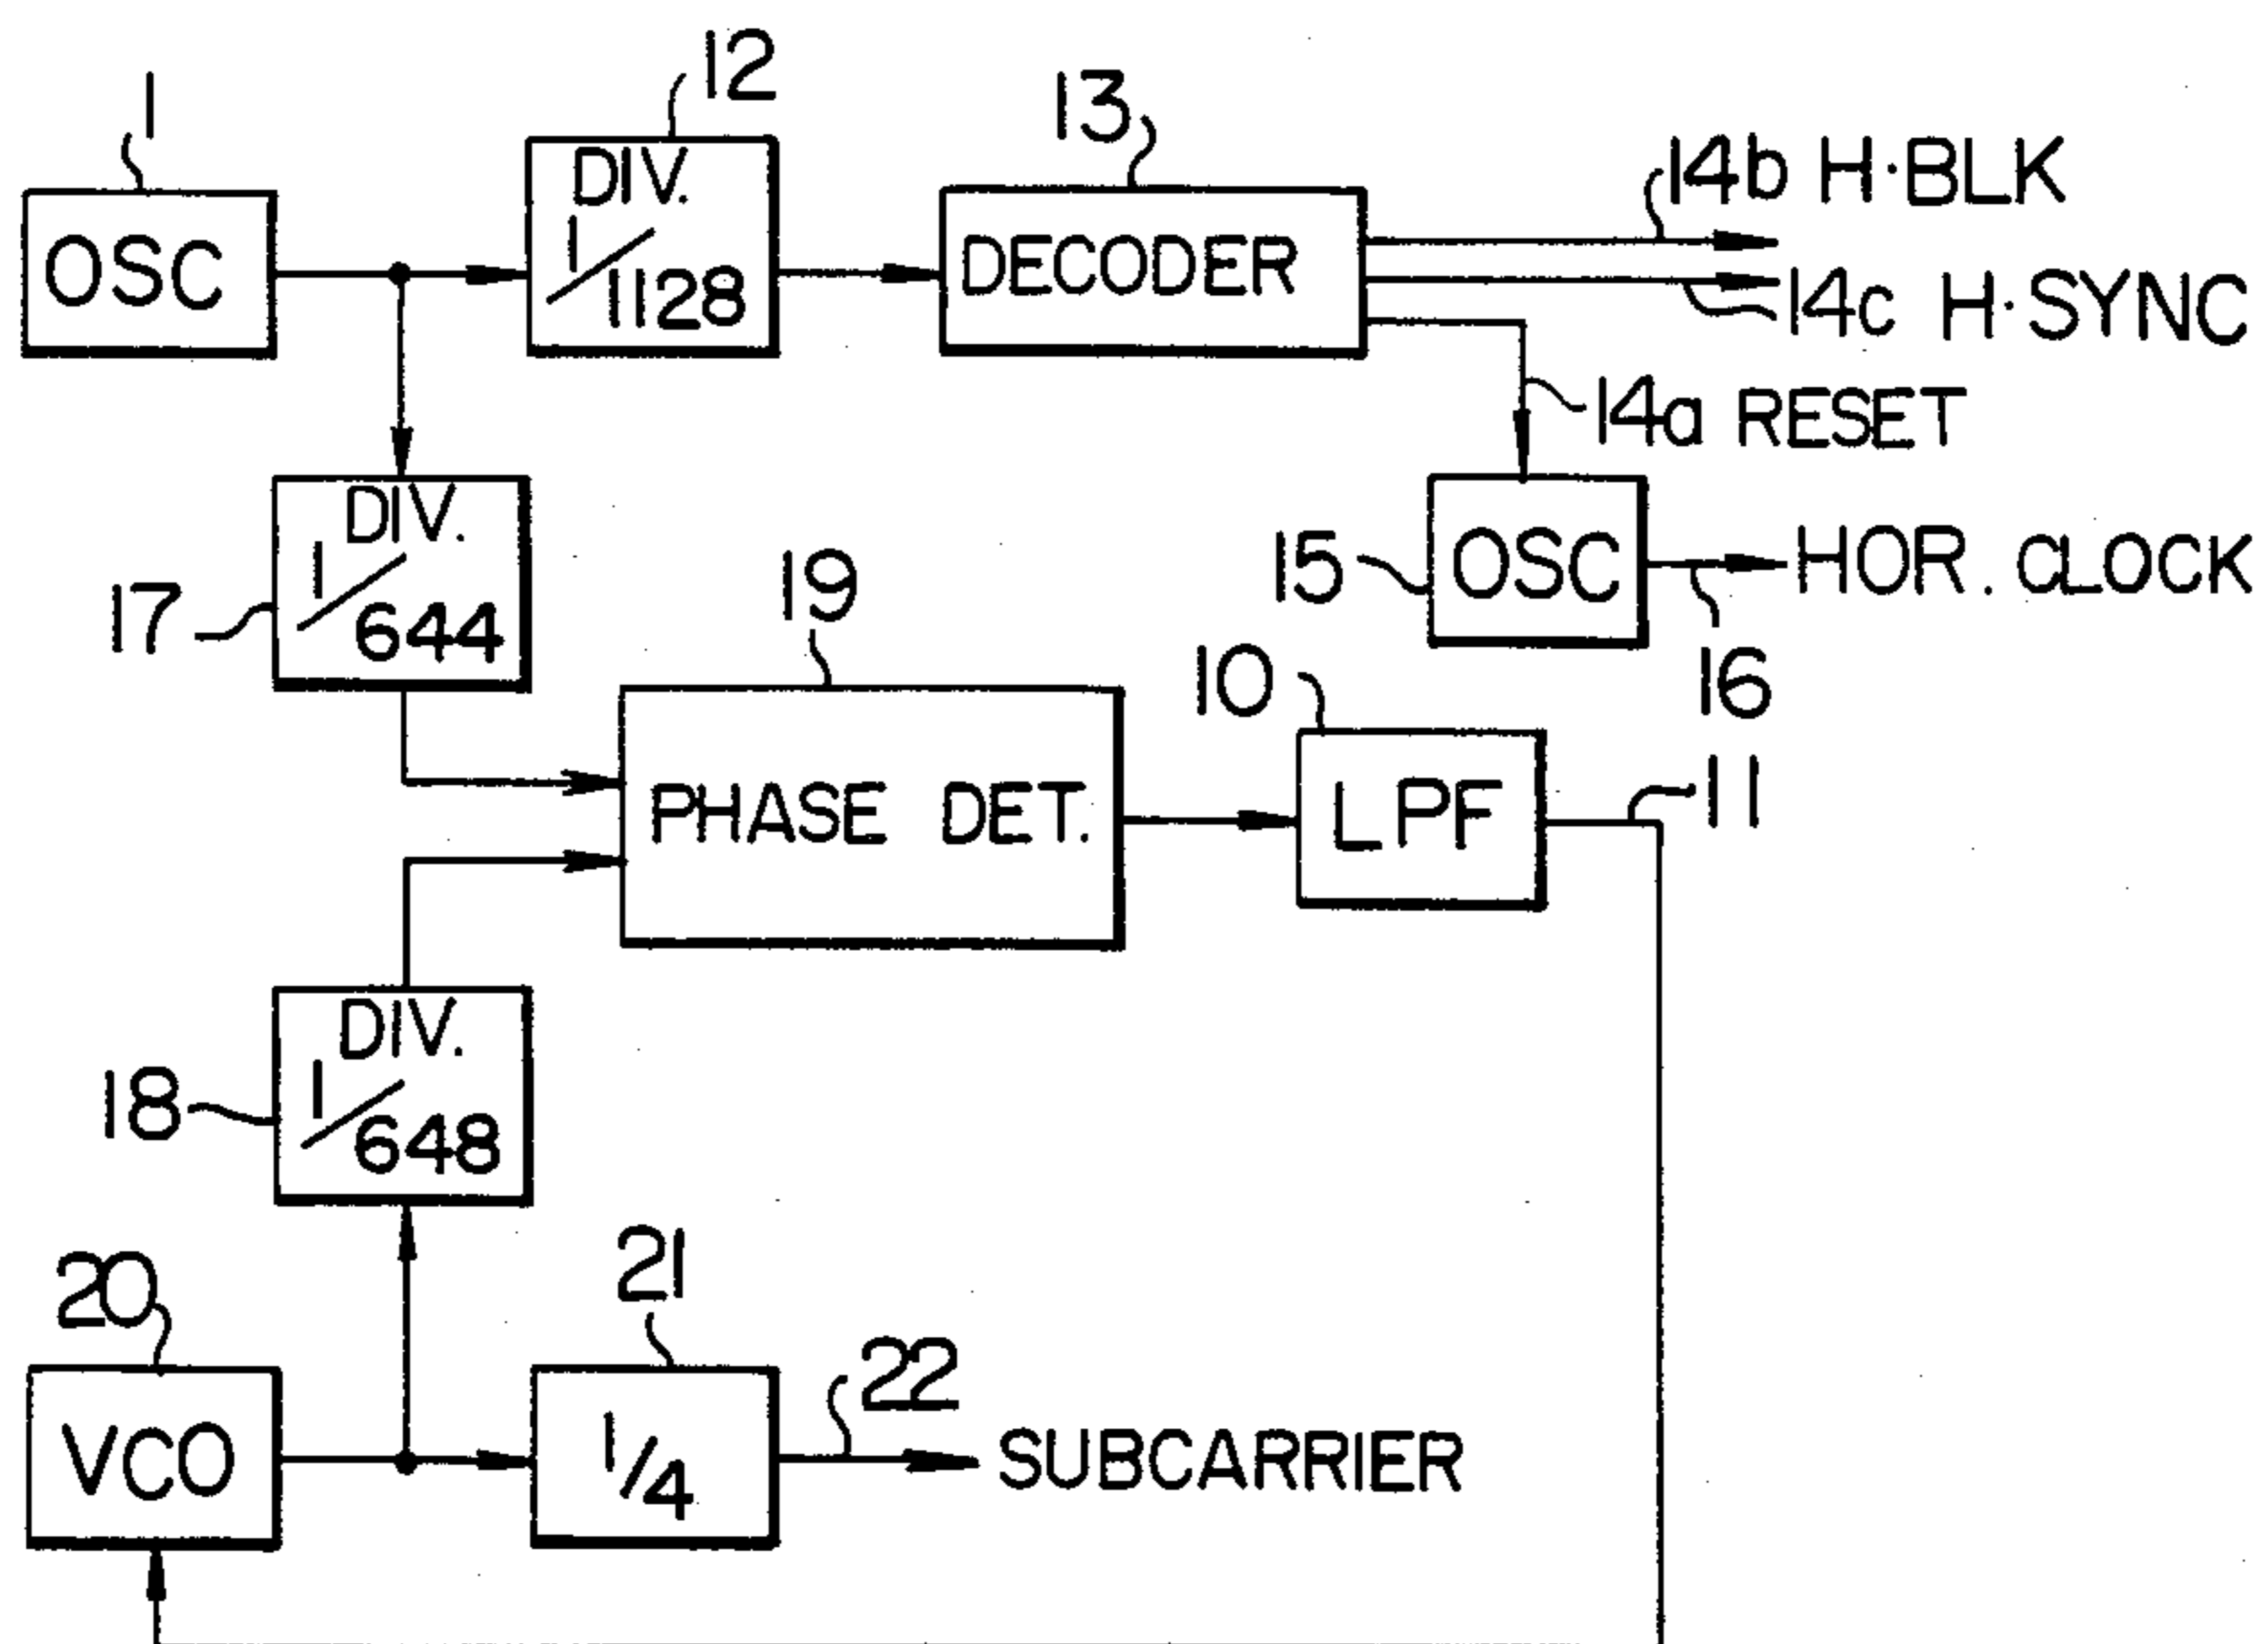 1
12
13
OSC
DIV.
1/1128
DECODER
14b H·BLK
14c H·SYNC
14a RESET
17
DIV.
1/644
15
OSC
HOR. CLOCK
16
19
PHASE DET.
10
LPF
11
18
DIV.
1/648
20
VCO
21
1/4
22
SUBCARRIER